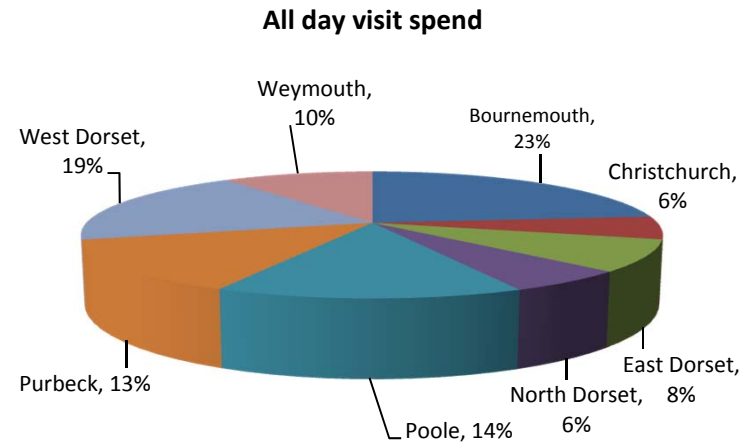 All day visit spend
Weymouth,
10%
Bournemouth,
23%
West Dorset,
19%
Christchurch,
6%
East Dorset,
8%
North Dorset,
6%
Purbeck, 13%
Poole, 14%